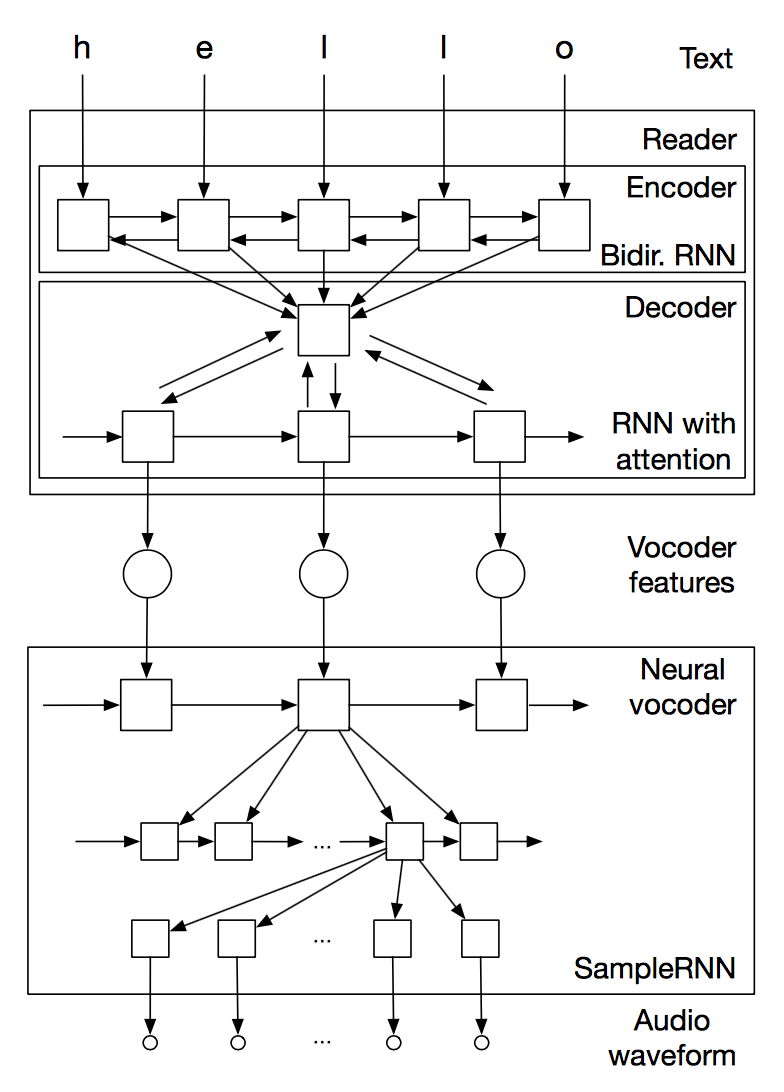 h e l l o
Text
Reader
Encoder
Bidir. RNN
Decoder
RNN with
attention
Vocoder
features
Neural
vocoder
...
...
SampleRNN
...
Audio
waveform